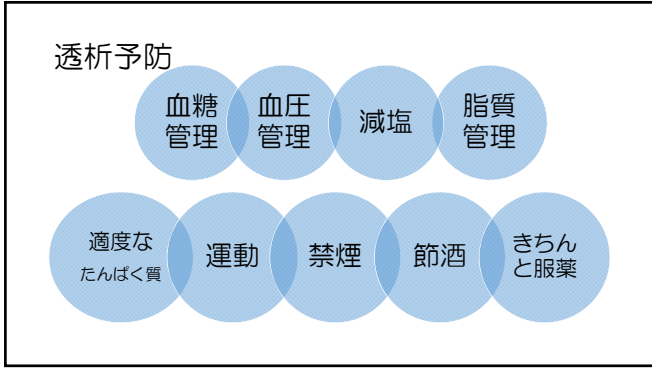 透析予防
血糖
管理
血圧
管理
減塩
脂質
管理
適度な
たんぱく質
運動
禁煙
節酒
きちん
と服薬